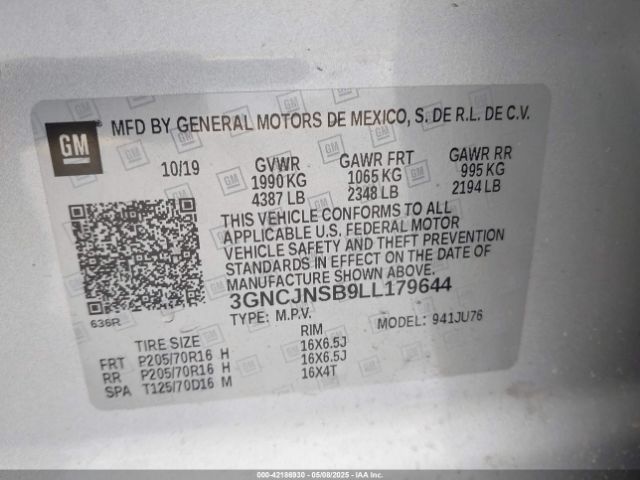 GM
®
MFD BY GENERAL MOTORS DE MEXICO, S. DE R.L. DE C.V.
10/19 GVWR GAWR FRT GAWR RR
1990 KG 1065 KG 995 KG
4387 LB 2348 LB 2194 LB
THIS VEHICLE CONFORMS TO ALL
APPLICABLE U.S. FEDERAL MOTOR
VEHICLE SAFETY AND THEFT PREVENTION
STANDARDS IN EFFECT ON THE DATE OF
MANUFACTURE SHOWN ABOVE.
3GNCJNSB9LL179644
636R
TYPE: M.P.V. MODEL: 941JU76
TIRE SIZE RIM
FRT P205/70R16 H 16X6.5J
RR P205/70R16 H 16X6.5J
SPA T125/70D16 M 16X4T
000-42186930 - 05/08/2025 - IAAI.COM